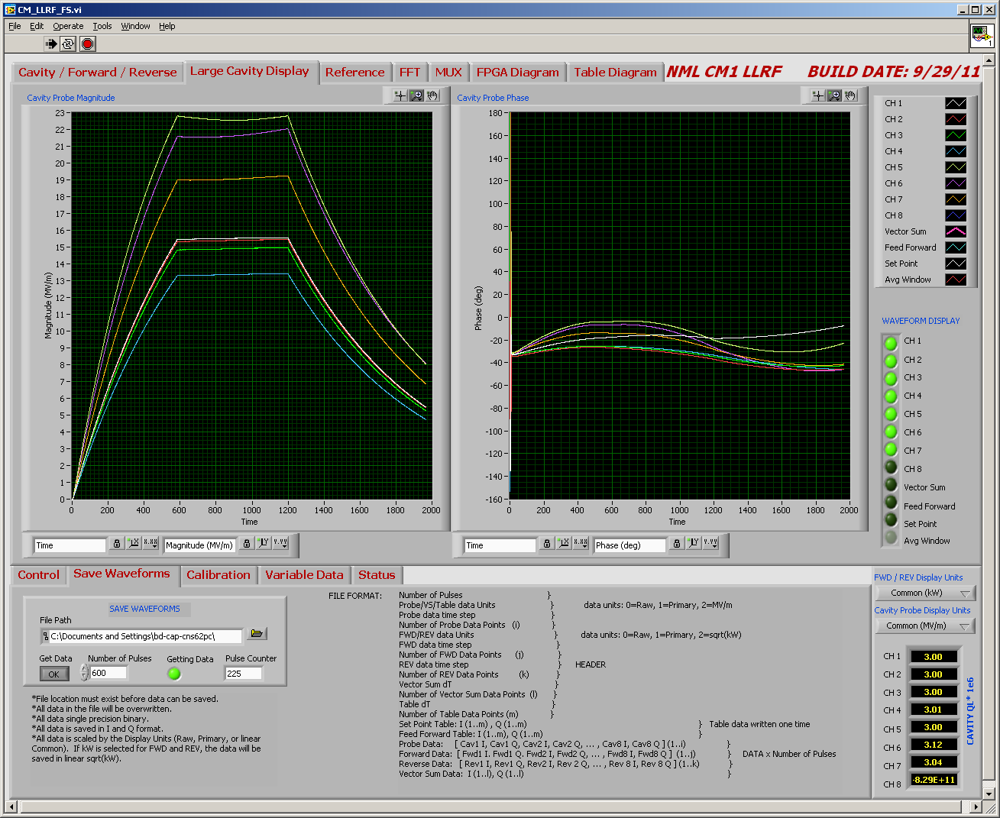 CM_LLRF_FS.vi
File Edit Operate Tools Window Help
1
Cavity / Forward / Reverse Large Cavity Display Reference FFT MUX FPGA Diagram Table Diagram NML CM1 LLRF BUILD DATE: 9/29/11
Cavity Probe Magnitude
23
22
21
20
19
18
17
16
15
14
13
12
11
10
9
8
7
6
5
4
3
2
1
0
Magnitude (MV/m)
0 200 400 600 800 1000 1200 1400 1600 1800 2000
Time
Time X.XX Magnitude (MV/m) Y.YY
Cavity Probe Phase
180
160
140
120
100
80
60
40
20
0
-20
-40
-60
-80
-100
-120
-140
-160
Phase (deg)
0 200 400 600 800 1000 1200 1400 1600 1800 2000
Time
Time X.XX Phase (deg) Y.YY
CH 1
CH 2
CH 3
CH 4
CH 5
CH 6
CH 7
CH 8
Vector Sum
Feed Forward
Set Point
Avg Window
WAVEFORM DISPLAY
CH 1
CH 2
CH 3
CH 4
CH 5
CH 6
CH 7
CH 8
Vector Sum
Feed Forward
Set Point
Avg Window
Control Save Waveforms Calibration Variable Data Status
SAVE WAVEFORMS
File Path
C:\Documents and Settings\bd-cap-cns62pc\
Get Data Number of Pulses Getting Data Pulse Counter
OK 600 225
*File location must exist before data can be saved.
*All data in the file will be overwritten.
*All data single precision binary.
*All data is saved in I and Q format.
*All data is scaled by the Display Units (Raw, Primary, or linear
Common). If kW is selected for FWD and REV, the data will be
saved in linear sqrt(kW).
FILE FORMAT: Number of Pulses }
Probe/VS/Table data Units } data units: 0=Raw, 1=Primary, 2=MV/m
Probe data time step }
Number of Probe Data Points (i) }
FWD/REV data Units } data units: 0=Raw, 1=Primary, 2=sqrt(kW)
FWD data time step }
Number of FWD Data Points (j) }
REV data time step } HEADER
Number of REV Data Points (k) }
Vector Sum dT }
Number of Vector Sum Data Points (l) }
Table dT }
Number of Table Data Points (m) }
Set Point Table: I (1..m) , Q (1..m) } Table data written one time
Feed Forward Table: I (1..m), Q (1..m) }
Probe Data: [ Cav1 I, Cav1 Q, Cav2 I, Cav2 Q, ... , Cav8 I, Cav8 Q ] (1..i) }
Forward Data: [ Fwd1 I, Fwd1 Q, Fwd2 I, Fwd2 Q, ... , Fwd8 I, Fwd8 Q ] (1..j) } DATA x Number of Pulses
Reverse Data: [ Rev1 I, Rev1 Q, Rev2 I, Rev 2 Q, ... , Rev 8 I, Rev 8 Q ] (1..k) }
Vector Sum Data: I (1..l), Q (1..l) }
FWD / REV Display Units
Common (kW)
Cavity Probe Display Units
Common (MV/m)
CH 1 3.00
CH 2 3.00
CH 3 3.00
CH 4 3.01
CH 5 3.00
CH 6 3.12
CH 7 3.04
CH 8 -8.29E+11
CAVITY QL* 1e6